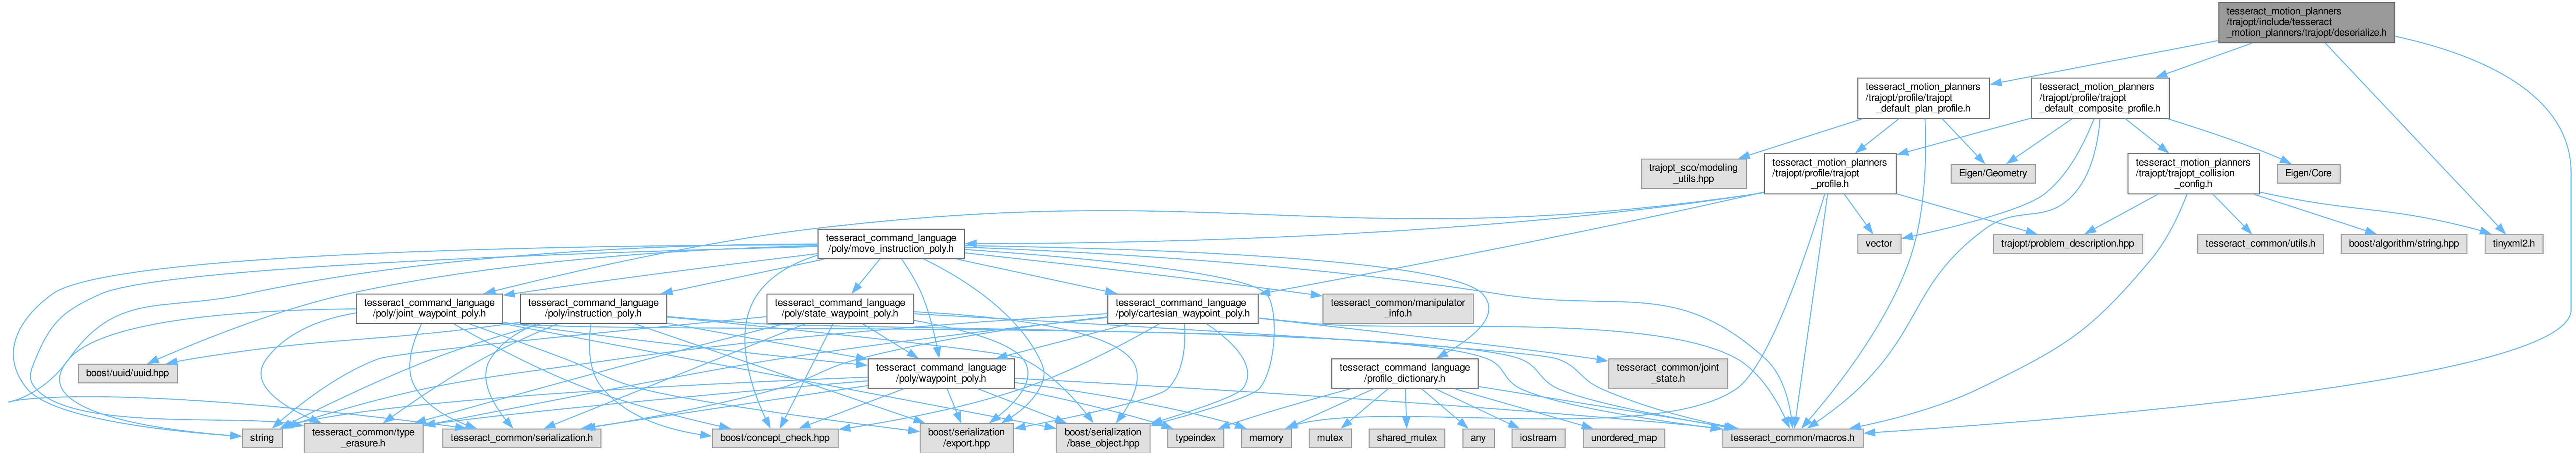 tesseract_motion_planners
/trajopt/include/tesseract
_motion_planners/trajopt/deserialize.h
tesseract_motion_planners
/trajopt/profile/trajopt
_default_plan_profile.h
tesseract_motion_planners
/trajopt/profile/trajopt
_default_composite_profile.h
trajopt_sco/modeling
_utils.hpp
tesseract_motion_planners
/trajopt/profile/trajopt
_profile.h
Eigen/Geometry
tesseract_motion_planners
/trajopt/trajopt_collision
_config.h
Eigen/Core
tesseract_command_language
/poly/move_instruction_poly.h
vector
trajopt/problem_description.hpp
tesseract_common/utils.h
boost/algorithm/string.hpp
tinyxml2.h
tesseract_command_language
/poly/joint_waypoint_poly.h
tesseract_command_language
/poly/instruction_poly.h
tesseract_command_language
/poly/state_waypoint_poly.h
tesseract_command_language
/poly/cartesian_waypoint_poly.h
tesseract_common/manipulator
_info.h
boost/uuid/uuid.hpp
tesseract_command_language
/poly/waypoint_poly.h
tesseract_command_language
/profile_dictionary.h
tesseract_common/joint
_state.h
string
tesseract_common/type
_erasure.h
tesseract_common/serialization.h
boost/concept_check.hpp
boost/serialization
/export.hpp
boost/serialization
/base_object.hpp
typeindex
memory
mutex
shared_mutex
any
iostream
unordered_map
tesseract_common/macros.h